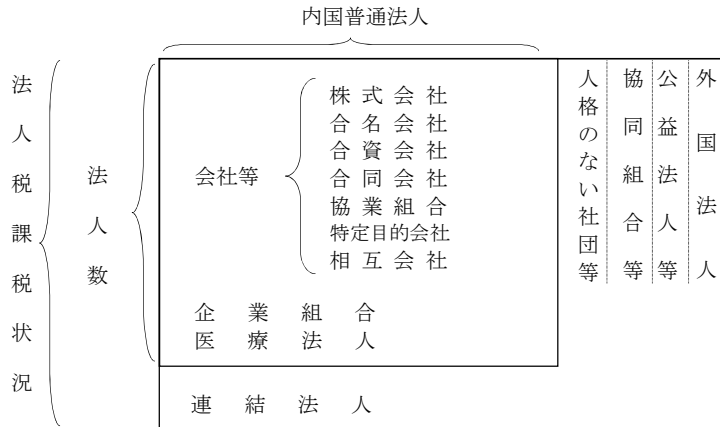 内国普通法人
法人税課税状況
法人数
会社等
株式会社
合名会社
合資会社
合同会社
協業組合
特定目的会社
相互会社
企業組合
医療法人
連結法人
人格のない社団等
協同組合等
公益法人等
外国法人